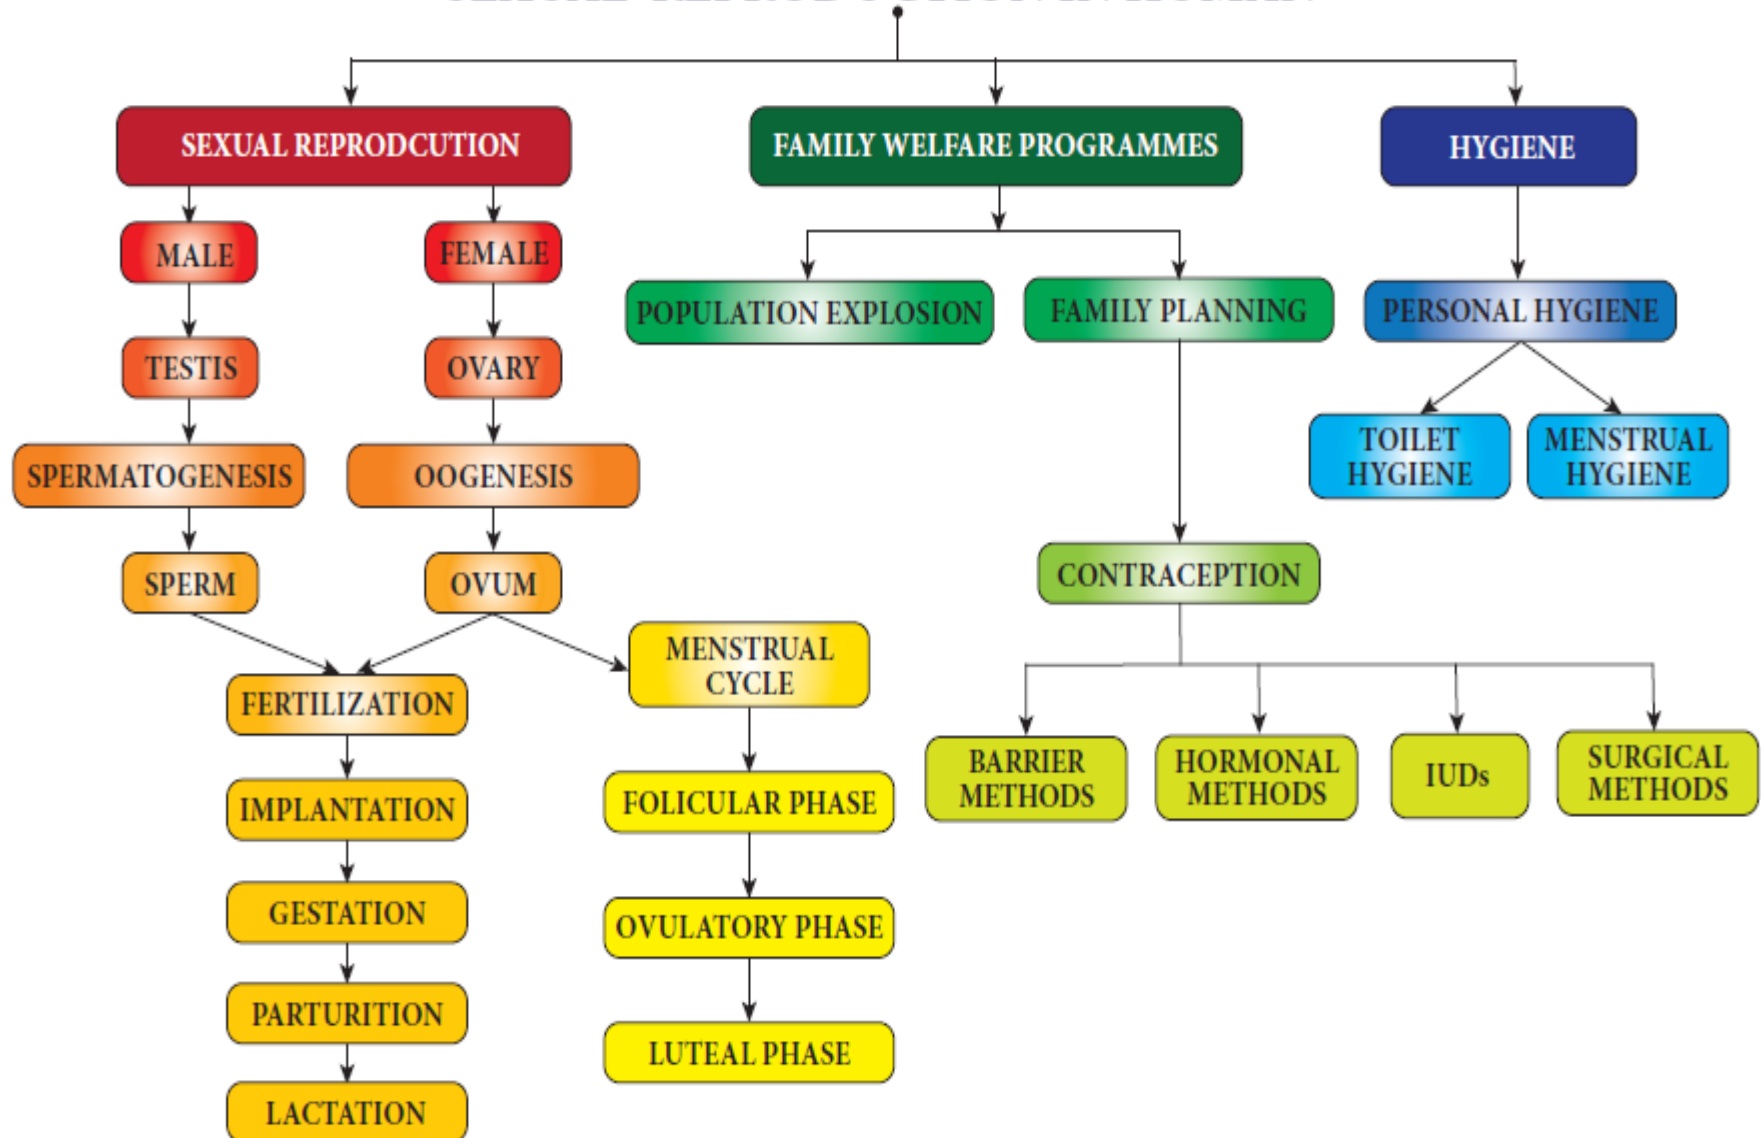 SEXUAL REPRODCUTION
FAMILY WELFARE PROGRAMMES
HYGIENE
MALE
FEMALE
POPULATION EXPLOSION
FAMILY PLANNING
PERSONAL HYGIENE
TESTIS
OVARY
TOILET
HYGIENE
MENSTRUAL
HYGIENE
SPERMATOGENESIS
OOGENESIS
SPERM
OVUM
CONTRACEPTION
MENSTRUAL
CYCLE
FERTILIZATION
BARRIER
METHODS
HORMONAL
METHODS
IUDs
SURGICAL
METHODS
IMPLANTATION
FOLICULAR PHASE
GESTATION
OVULATORY PHASE
PARTURITION
LUTEAL PHASE
LACTATION